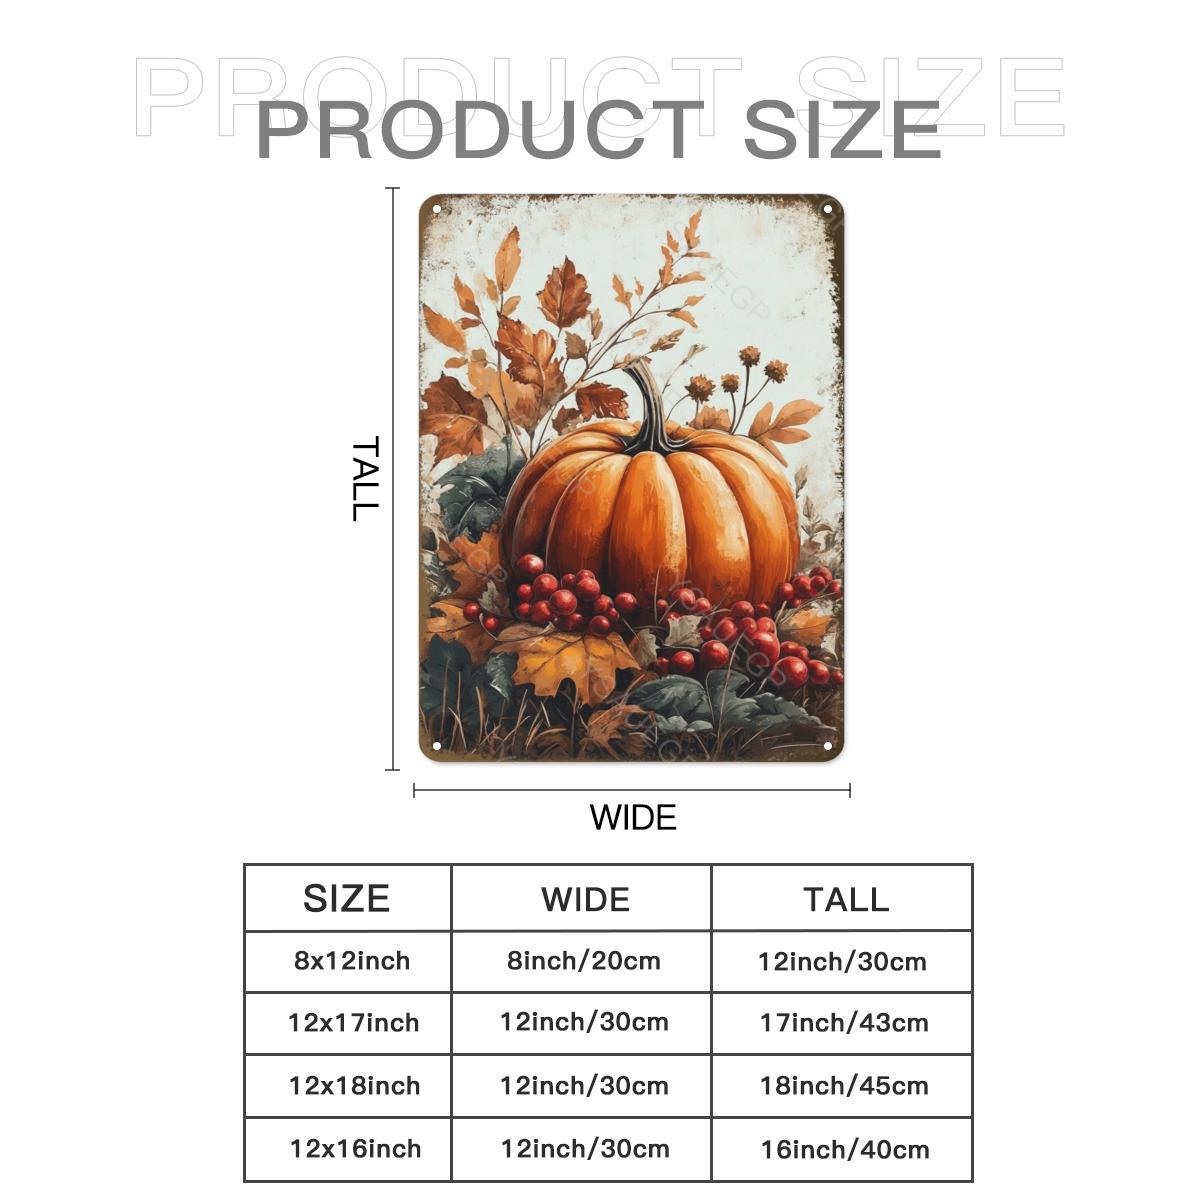 PRODUCT SIZE
PRODUCT SIZE
TALL
WIDE
SIZE WIDE TALL
8x12inch 8inch/20cm 12inch/30cm
12x17inch 12inch/30cm 17inch/43cm
12x18inch 12inch/30cm 18inch/45cm
12x16inch 12inch/30cm 16inch/40cm